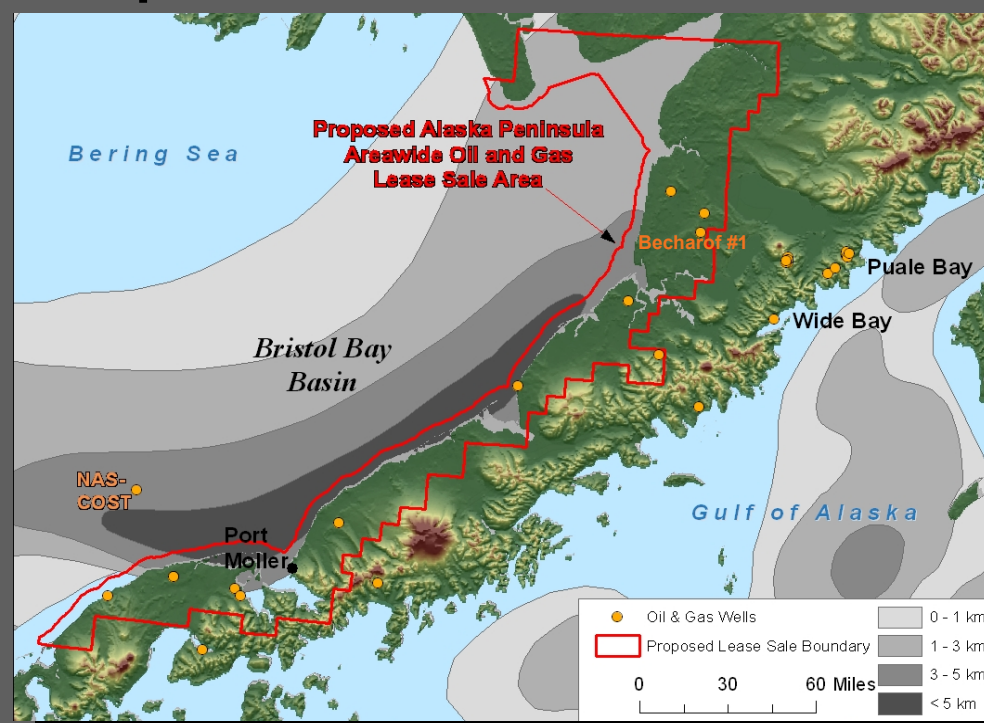 Proposed Alaska Peninsula
Areawide Oil and Gas
Lease Sale Area
Bering Sea
Becharof #1
Puale Bay
Wide Bay
Bristol Bay
Basin
NAS-
COST
Port
Moller
Gulf of Alaska
Oil & Gas Wells
Proposed Lease Sale Boundary
0 30 60 Miles
0 - 1 km
1 - 3 km
3 - 5 km
< 5 km